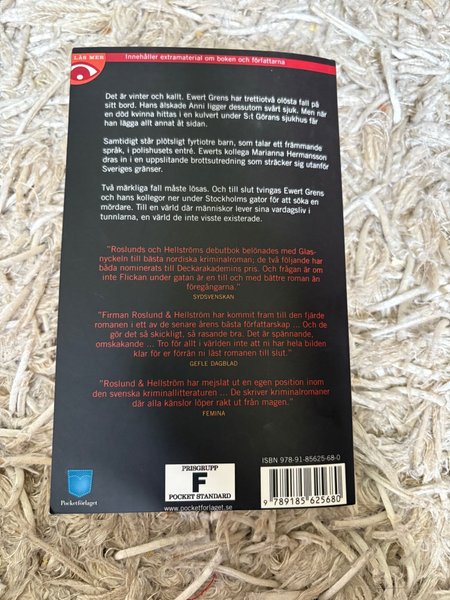 LÄS MER
Innehåller extramaterial om boken och författarna
Det är vinter och kallt. Ewert Grens har trettiotvå olösta fall på
sitt bord. Hans älskade Anni ligger dessutom svårt sjuk. Men när
en död kvinna hittas i en kulvert under S:t Görans sjukhus får
han lägga allt annat åt sidan.
Samtidigt står plötsligt fyrtiotre barn, som talar ett främmande
språk, i polishusets entré. Ewerts kollega Marianna Hermansson
dras in i en uppslitande brottsutredning som sträcker sig utanför
Sveriges gränser.
Två märkliga fall måste lösas. Och till slut tvingas Ewert Grens
och hans kollegor ner under Stockholms gator för att söka en
mördare. Till en värld där människor lever sina vardagsliv i
tunnlarna, en värld de inte visste existerade.
"Roslunds och Hellströms debutbok belönades med Glas-
nyckeln till bästa nordiska kriminalroman; de två följande har
båda nominerats till Deckarakademins pris. Och frågan är om
inte Flickan under gatan är en till och med bättre roman än
föregångarna."
SYDSVENSKAN
"Firman Roslund & Hellström har kommit fram till den fjärde
romanen i ett av de senare årens bästa författarskap ... Och de
gör det så skickligt, så rasande bra. Det är spännande,
omskakande ... Tro för allt i världen inte att ni har hela bilden
klar för er förrän ni läst romanen till slut."
GEFLE DAGBLAD
"Roslund & Hellström har mejslat ut en egen position inom
den svenska kriminallitteraturen ... De skriver kriminalromaner
där alla känslor löper rakt ut från magen."
FEMINA
ISBN 978-91-85625-68-0
9 789185 625680
PRISGRUPP
F
POCKET STANDARD
www.pocketforlaget.se
Pocketförlaget